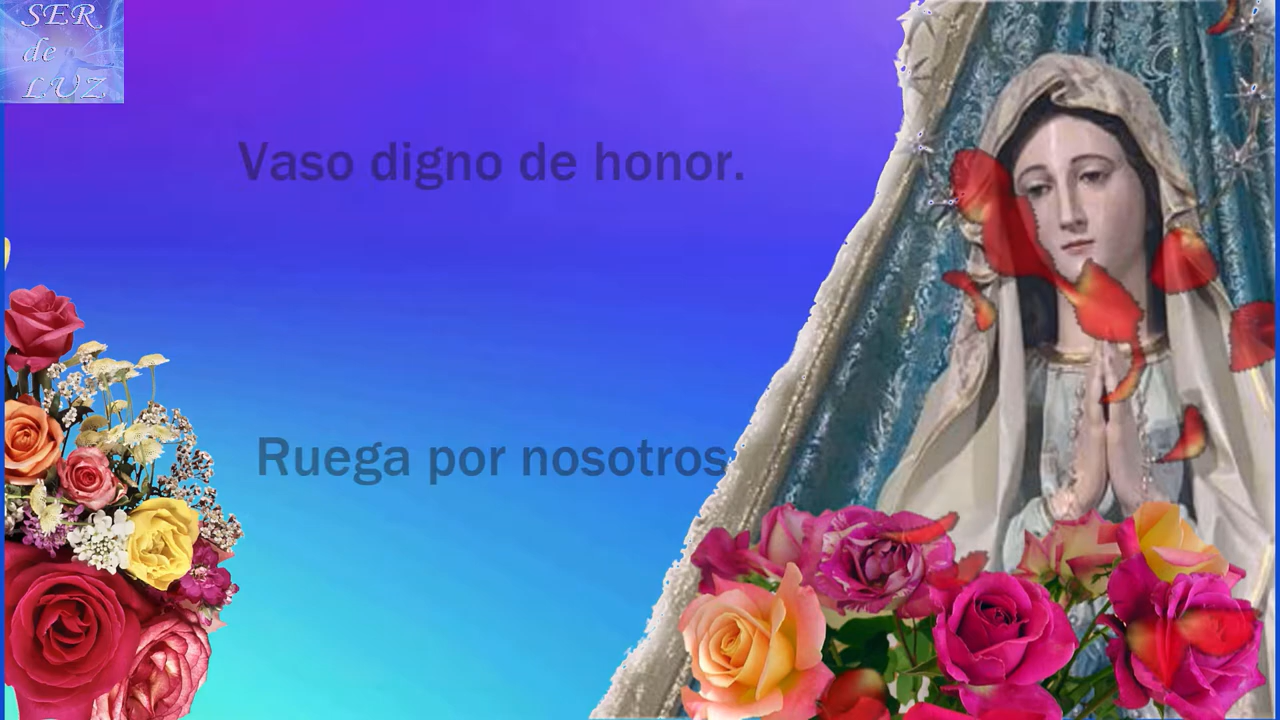 SER
de
LUZ
Vaso digno de honor.
Ruega por nosotros